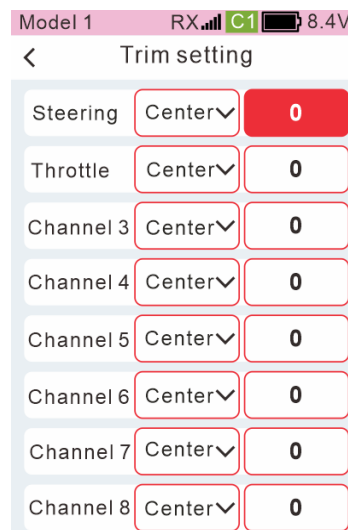 Model 1 RX C1 8.4V
Trim setting
Steering Center 0
Throttle Center 0
Channel 3 Center 0
Channel 4 Center 0
Channel 5 Center 0
Channel 6 Center 0
Channel 7 Center 0
Channel 8 Center 0